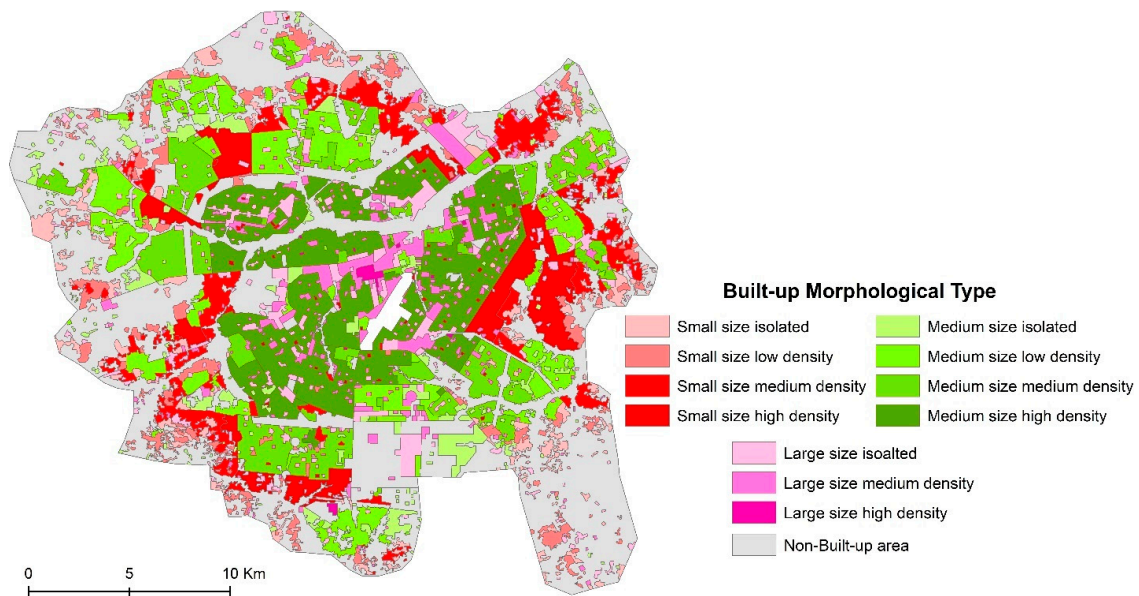 Built-up Morphological Type
Small size isolated
Medium size isolated
Small size low density
Medium size low density
Small size medium density
Medium size medium density
Small size high density
Medium size high density
Large size isoalted
Large size medium density
Large size high density
Non-Built-up area
0 5 10 Km